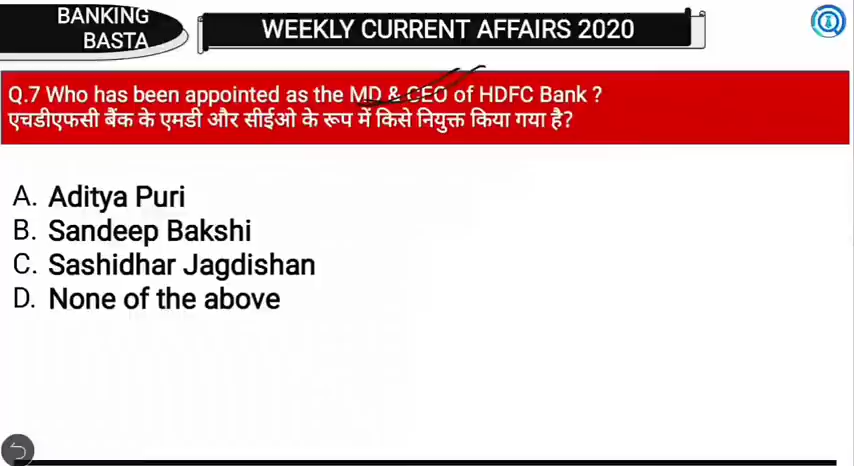 BANKING
BASTA
WEEKLY CURRENT AFFAIRS 2020
Q.7 Who has been appointed as the MD & CEO of HDFC Bank ?
एचडीएफसी बैंक के एमडी और सीईओ के रूप में किसे नियुक्त किया गया है?
A. Aditya Puri
B. Sandeep Bakshi
C. Sashidhar Jagdishan
D. None of the above